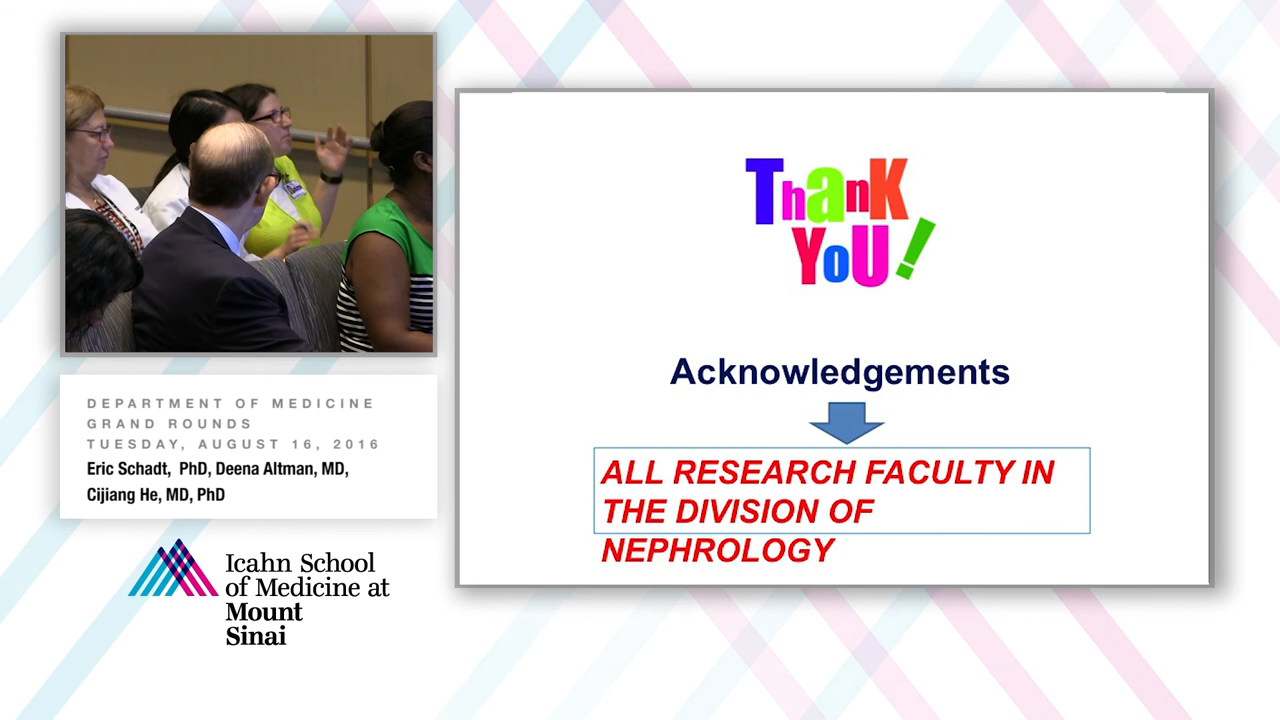 DEPARTMENT OF MEDICINE
GRAND ROUNDS
TUESDAY, AUGUST 16, 2016
Eric Schadt, PhD, Deena Altman, MD,
Cijiang He, MD, PhD
Icahn School
of Medicine at
Mount
Sinai
Thank
You!
Acknowledgements
ALL RESEARCH FACULTY IN
THE DIVISION OF
NEPHROLOGY